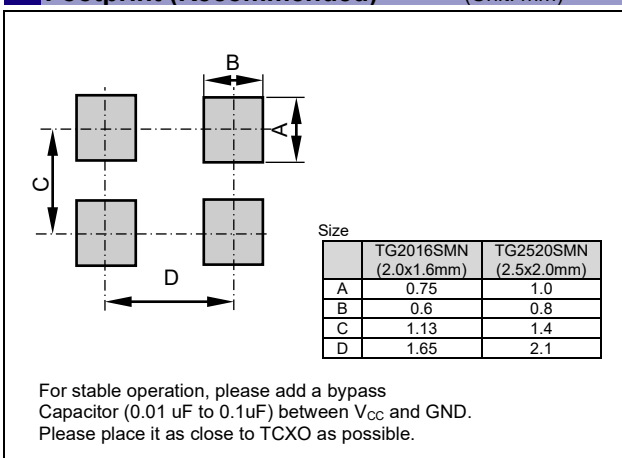 Footprint (Recommended) (Unit: mm)
B
A
C
D
Size
TG2016SMN TG2520SMN
(2.0x1.6mm) (2.5x2.0mm)
A 0.75 1.0
B 0.6 0.8
C 1.13 1.4
D 1.65 2.1
For stable operation, please add a bypass
Capacitor (0.01 uF to 0.1uF) between VCC and GND.
Please place it as close to TCXO as possible.